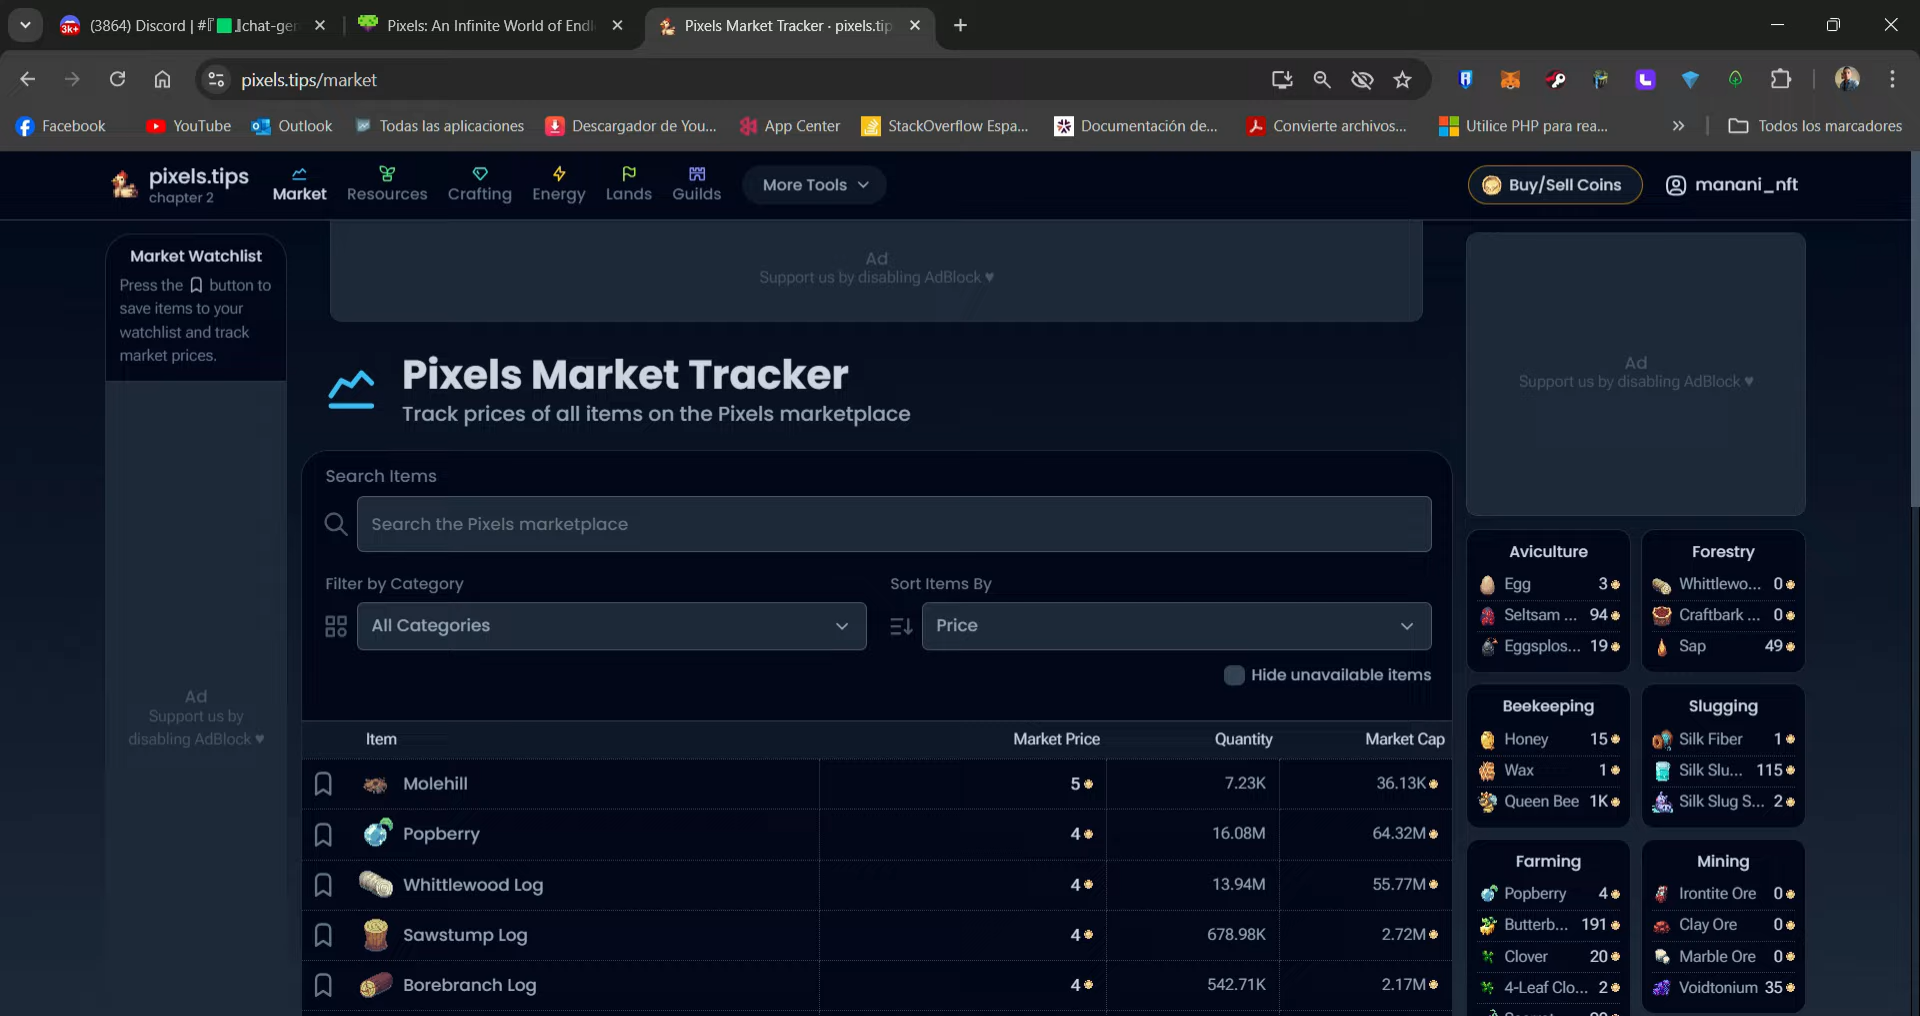 (3864) Discord | #『🟩』chat-gen
Pixels: An Infinite World of Endl
Pixels Market Tracker · pixels.tip
pixels.tips/market
Facebook
YouTube
Outlook
Todas las aplicaciones
Descargador de You...
App Center
StackOverflow Espa...
Documentación de...
Convierte archivos...
Utilice PHP para rea...
»
Todos los marcadores
pixels.tips
chapter 2
Market
Resources
Crafting
Energy
Lands
Guilds
More Tools
Buy/Sell Coins
manani_nft
Market Watchlist
Press the button to
save items to your
watchlist and track
market prices.
Ad
Support us by
disabling AdBlock ♥
Ad
Support us by disabling AdBlock ♥
Pixels Market Tracker
Track prices of all items on the Pixels marketplace
Search Items
Search the Pixels marketplace
Filter by Category
Sort Items By
All Categories
Price
Hide unavailable items
Item Market Price Quantity Market Cap
Molehill 5 7.23K 36.13K
Popberry 4 16.08M 64.32M
Whittlewood Log 4 13.94M 55.77M
Sawstump Log 4 678.98K 2.72M
Borebranch Log 4 542.71K 2.17M
Ad
Support us by disabling AdBlock ♥
Aviculture
Egg 3
Seltsam ... 94
Eggsplos... 19
Forestry
Whittlewo... 0
Craftbark ... 0
Sap 49
Beekeeping
Honey 15
Wax 1
Queen Bee 1K
Slugging
Silk Fiber 1
Silk Slu... 115
Silk Slug S... 2
Farming
Popberry 4
Butterb... 191
Clover 20
4-Leaf Clo... 2
Mining
Irontite Ore 0
Clay Ore 0
Marble Ore 0
Voidtonium 35